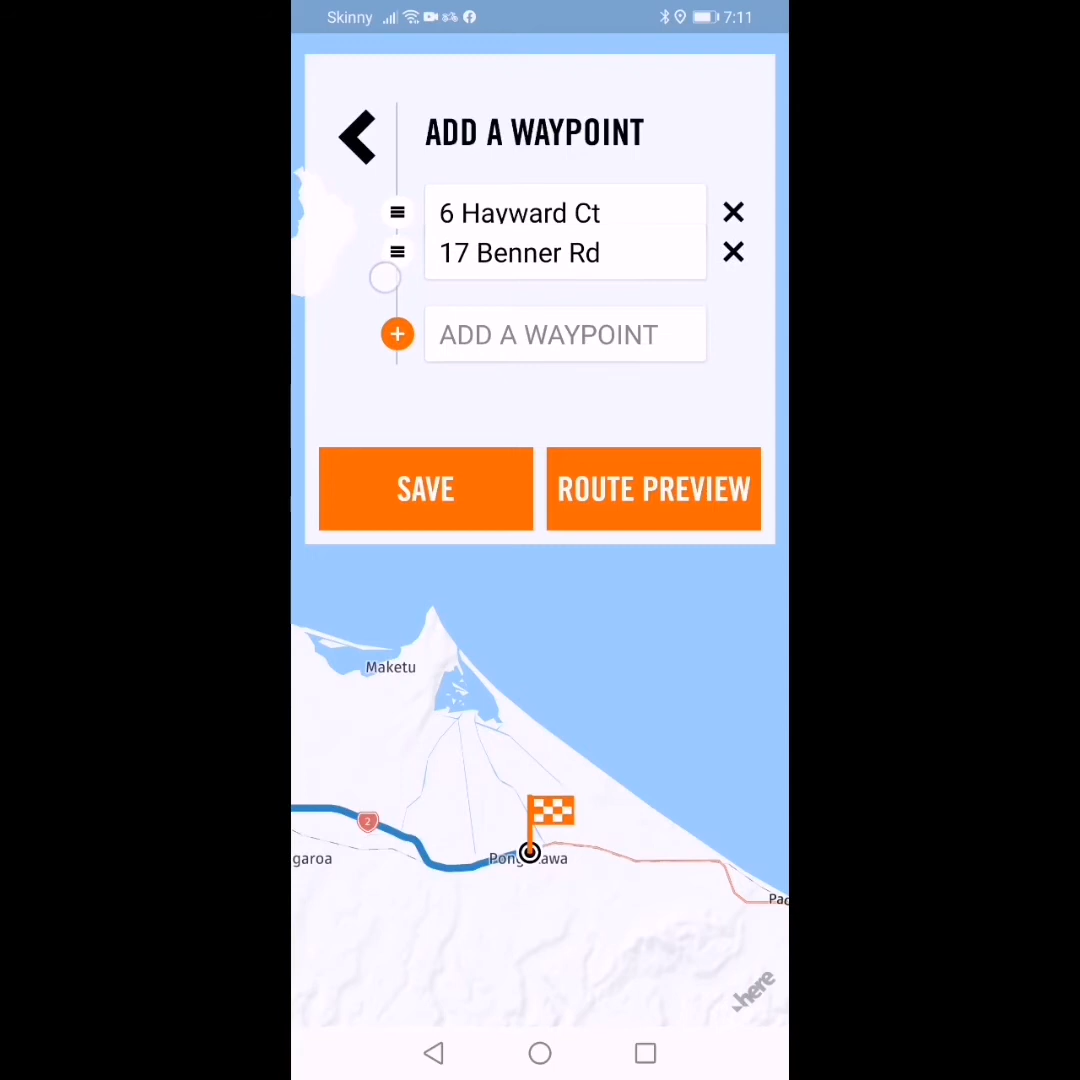 Skinny
7:11
ADD A WAYPOINT
6 Hayward Ct
17 Benner Rd
ADD A WAYPOINT
SAVE
ROUTE PREVIEW
Maketu
2
garoa
here